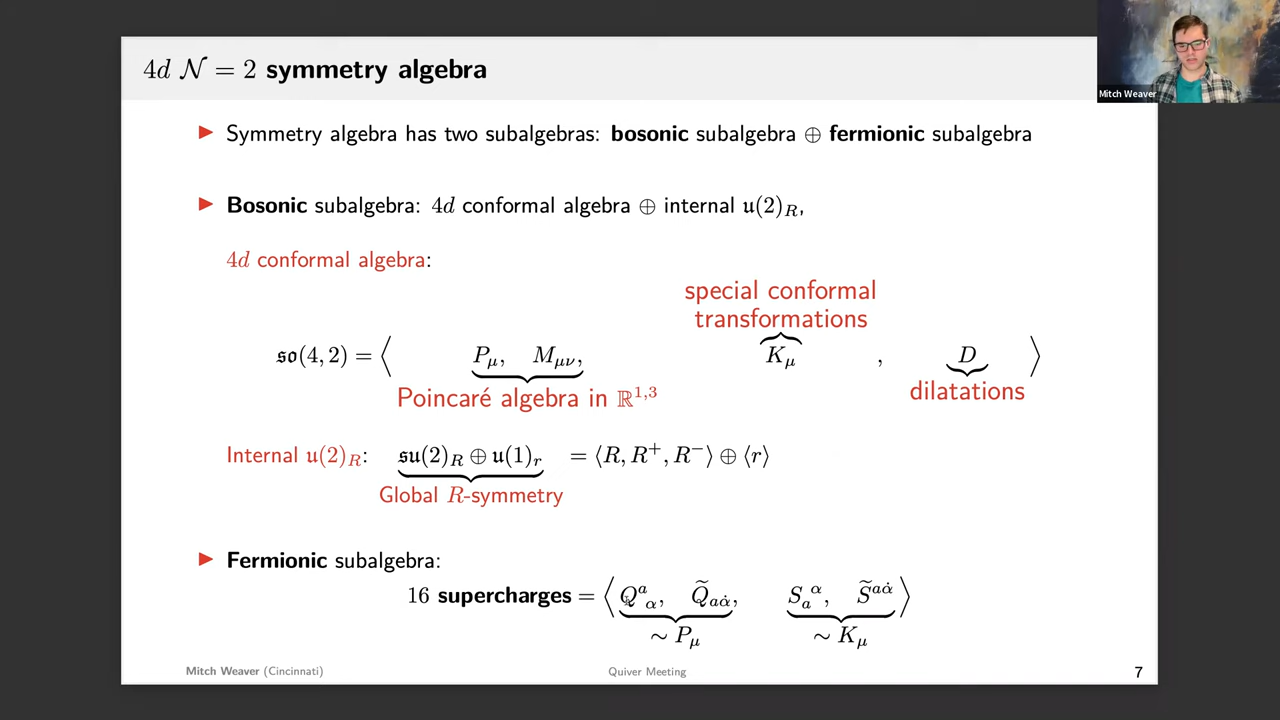 4d 𝒩 = 2 symmetry algebra
Mitch Weaver
▶ Symmetry algebra has two subalgebras: bosonic subalgebra ⊕ fermionic subalgebra
▶ Bosonic subalgebra: 4d conformal algebra ⊕ internal 𝔲(2)_R,
4d conformal algebra:
special conformal
transformations
𝔰𝔬(4, 2) = ⟨ P_μ, M_{μν}, K_μ , D ⟩
Poincaré algebra in ℝ^{1,3} dilatations
Internal 𝔲(2)_R: 𝔰𝔲(2)_R ⊕ 𝔲(1)_r = ⟨R, R^+, R^−⟩ ⊕ ⟨r⟩
Global R-symmetry
▶ Fermionic subalgebra:
16 supercharges = ⟨ Q^a_α, Q̃_{aα̇}, S_a^α, S̃^{aα̇} ⟩
∼ P_μ ∼ K_μ
Mitch Weaver (Cincinnati) Quiver Meeting 7